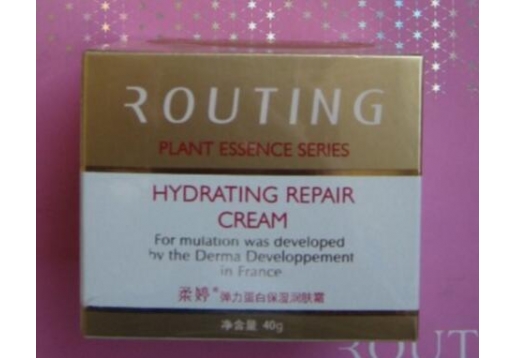 ROUTING
PLANT ESSENCE SERIES
HYDRATING REPAIR
CREAM
For mulation was developed
by the Derma Developpement
in France
柔婷® 弹力蛋白保湿润肤霜
净含量 40g
ROUT